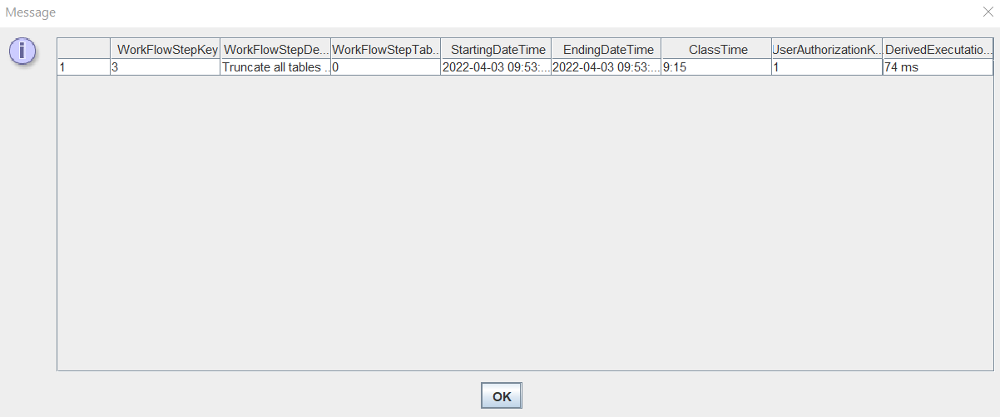 Message
WorkFlowStepKey WorkFlowStepDe... WorkFlowStepTab... StartingDateTime EndingDateTime ClassTime UserAuthorizationK... DerivedExecutatio...
1 3 Truncate all tables ... 0 2022-04-03 09:53:... 2022-04-03 09:53:... 9:15 1 74 ms
OK